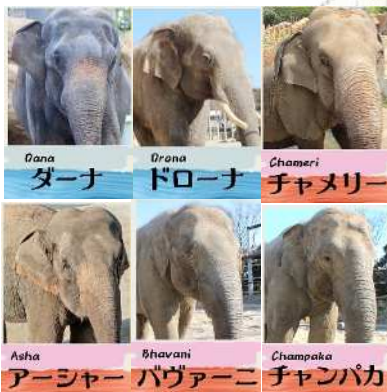 Dana
ダーナ
Drona
ドローナ
Chameri
チャメリー
Asha
アーシャー
Bhavani
バヴァーニ
Champaka
チャンパカ